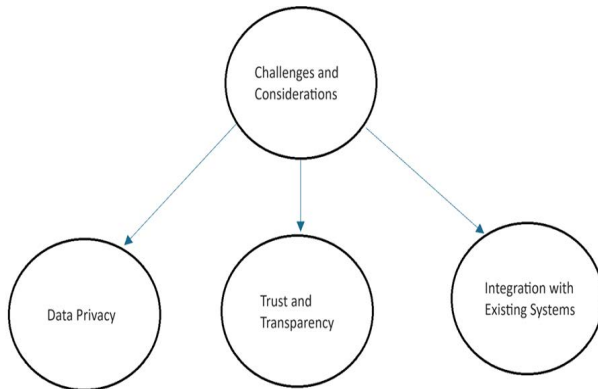 Challenges and
Considerations
Data Privacy
Trust and
Transparency
Integration with
Existing Systems